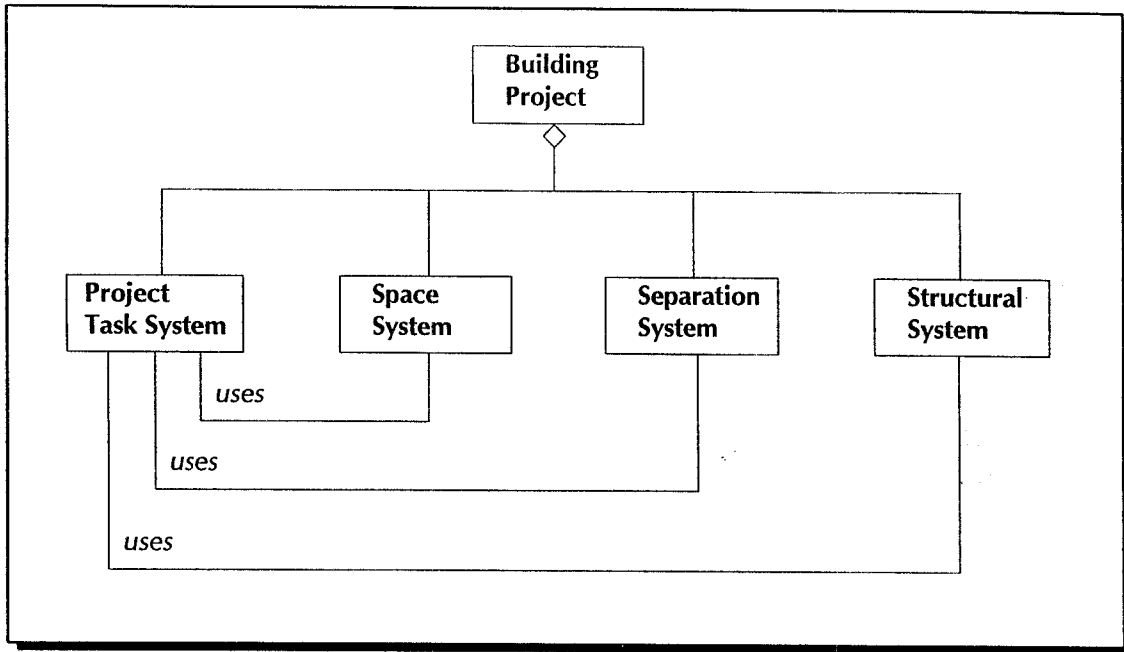 Building
Project
Project
Task System
Space
System
Separation
System
Structural
System
uses
uses
uses